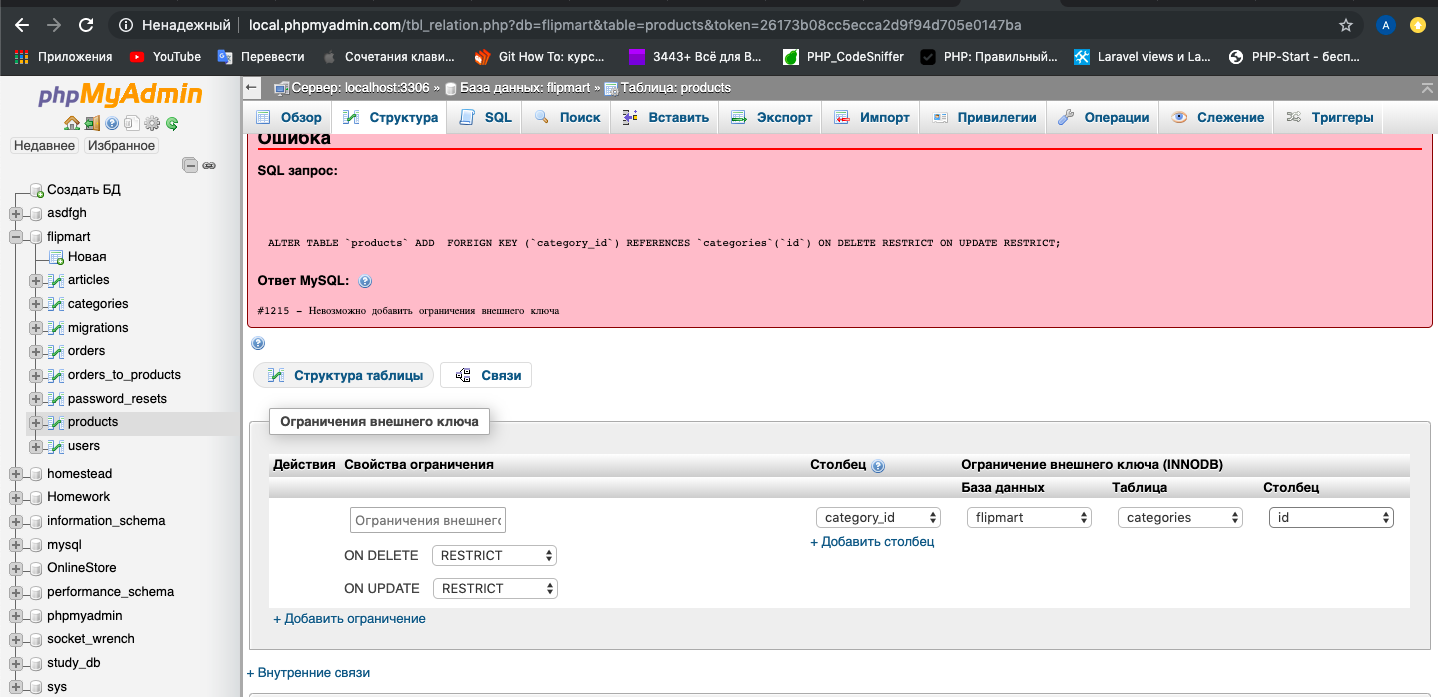 Ненадежный | local.phpmyadmin.com/tbl_relation.php?db=flipmart&table=products&token=26173b08cc5ecca2d9f94d705e0147ba A
Приложения YouTube Перевести Сочетания клави... Git How To: курс... 3443+ Всё для В... PHP_CodeSniffer PHP: Правильный... Laravel views и La... PHP-Start - бесп...
phpMyAdmin
Недавнее Избранное
Создать БД
asdfgh
flipmart
Новая
articles
categories
migrations
orders
orders_to_products
password_resets
products
users
homestead
Homework
information_schema
mysql
OnlineStore
performance_schema
phpmyadmin
socket_wrench
study_db
sys
Сервер: localhost:3306 » База данных: flipmart » Таблица: products
Обзор Структура SQL Поиск Вставить Экспорт Импорт Привилегии Операции Слежение Триггеры
Ошибка
SQL запрос:
ALTER TABLE `products` ADD FOREIGN KEY (`category_id`) REFERENCES `categories`(`id`) ON DELETE RESTRICT ON UPDATE RESTRICT;
Ответ MySQL:
#1215 - Невозможно добавить ограничения внешнего ключа
Структура таблицы Связи
Ограничения внешнего ключа
Действия Свойства ограничения Столбец Ограничение внешнего ключа (INNODB)
База данных Таблица Столбец
Ограничения внешнего category_id flipmart categories id
+ Добавить столбец
ON DELETE RESTRICT
ON UPDATE RESTRICT
+ Добавить ограничение
+ Внутренние связи